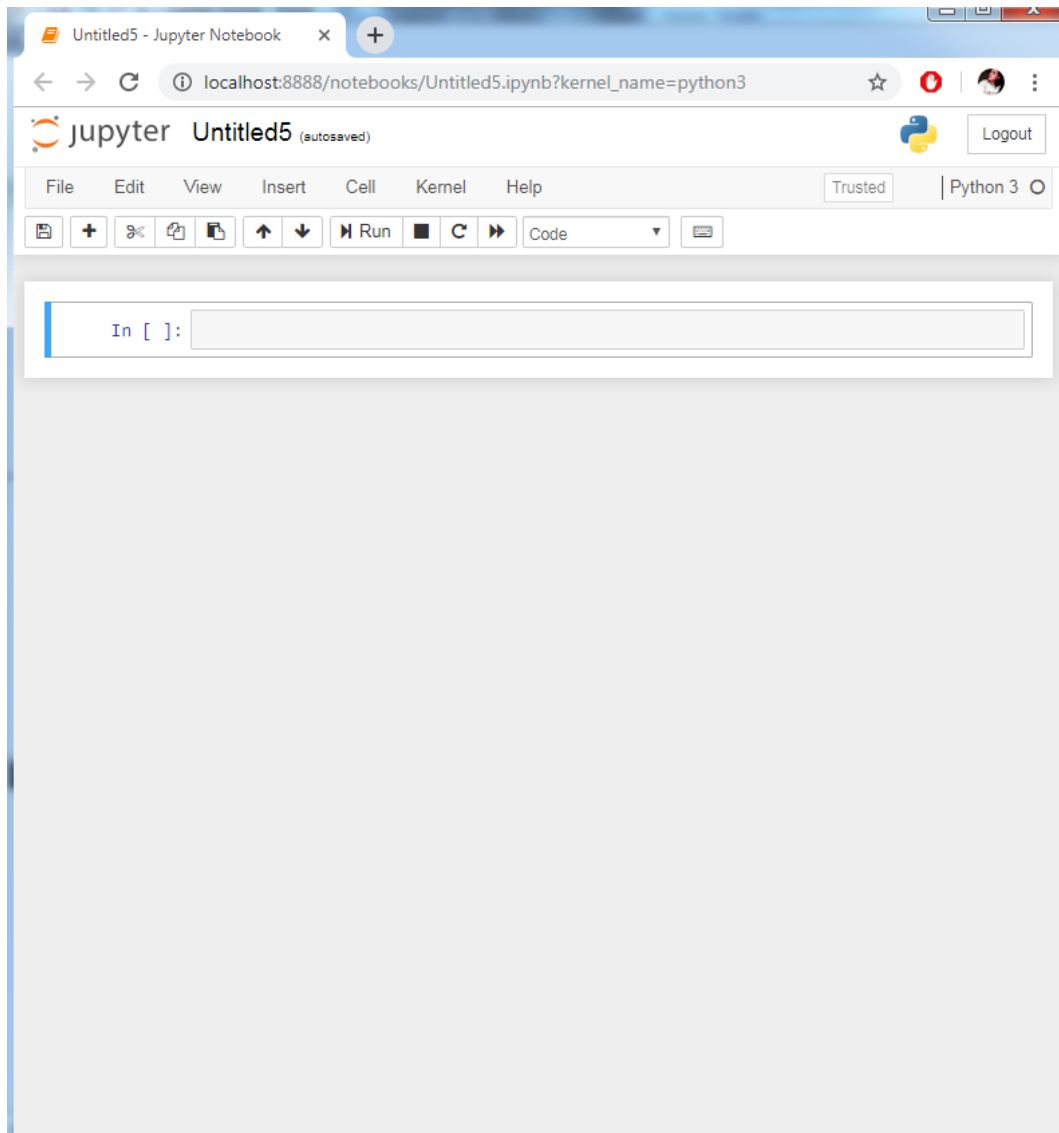 Untitled5 - Jupyter Notebook
localhost:8888/notebooks/Untitled5.ipynb?kernel_name=python3
jupyter Untitled5 (autosaved) Logout
File Edit View Insert Cell Kernel Help Trusted Python 3
Run Code
In [ ]: